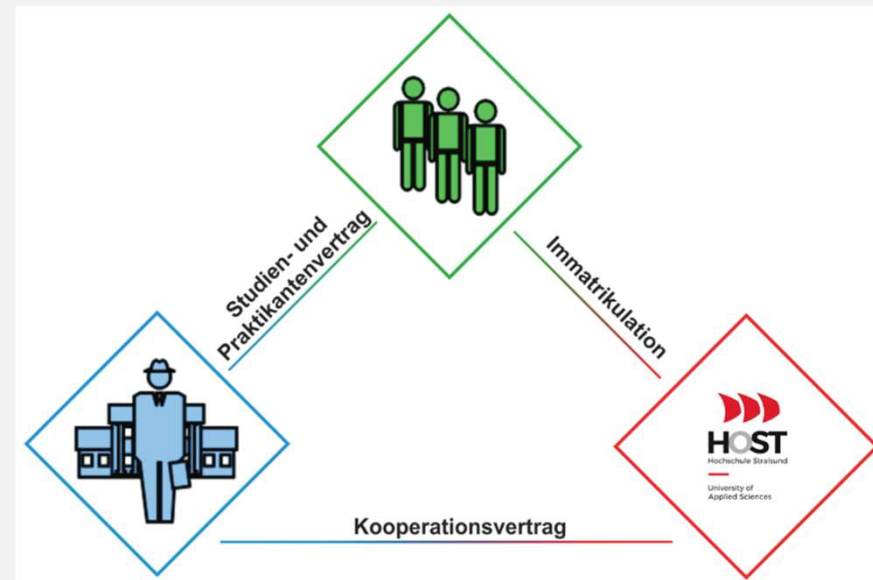 Studien- und
Praktikantenvertrag
Immatrikulation
HOST
Hochschule Stralsund
University of
Applied Sciences
Kooperationsvertrag